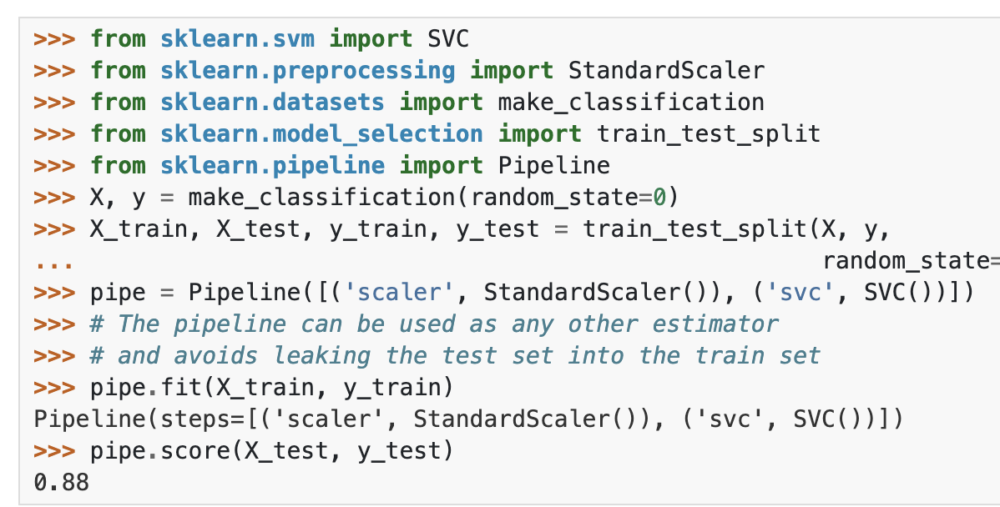 >>> from sklearn.svm import SVC
>>> from sklearn.preprocessing import StandardScaler
>>> from sklearn.datasets import make_classification
>>> from sklearn.model_selection import train_test_split
>>> from sklearn.pipeline import Pipeline
>>> X, y = make_classification(random_state=0)
>>> X_train, X_test, y_train, y_test = train_test_split(X, y,
...                                                     random_state=
>>> pipe = Pipeline([('scaler', StandardScaler()), ('svc', SVC())])
>>> # The pipeline can be used as any other estimator
>>> # and avoids leaking the test set into the train set
>>> pipe.fit(X_train, y_train)
Pipeline(steps=[('scaler', StandardScaler()), ('svc', SVC())])
>>> pipe.score(X_test, y_test)
0.88